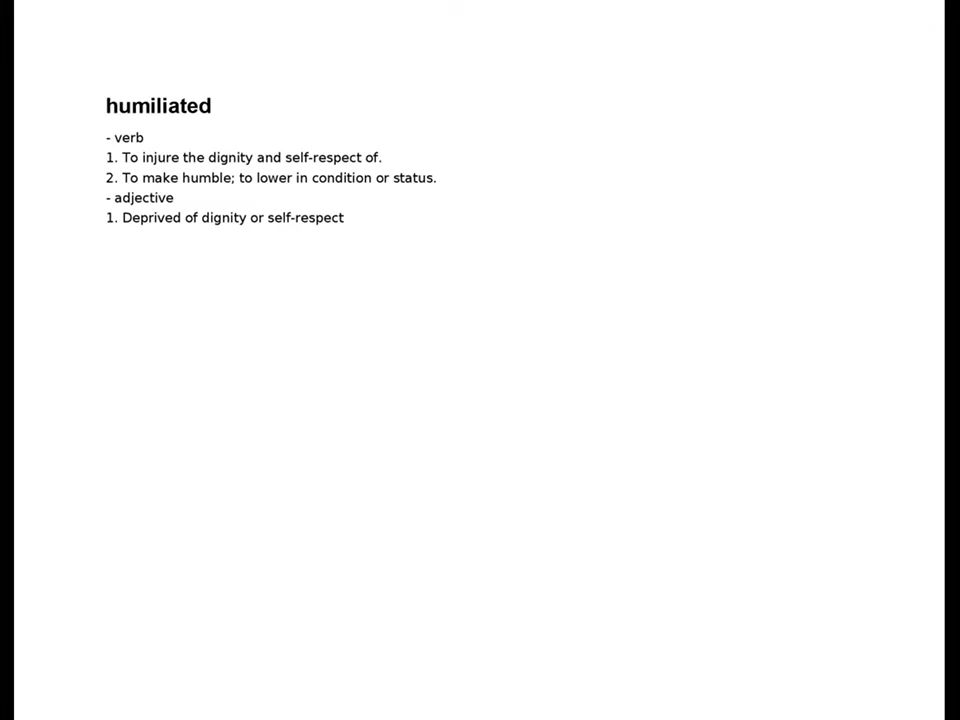 humiliated
- verb
1. To injure the dignity and self-respect of.
2. To make humble; to lower in condition or status.
- adjective
1. Deprived of dignity or self-respect